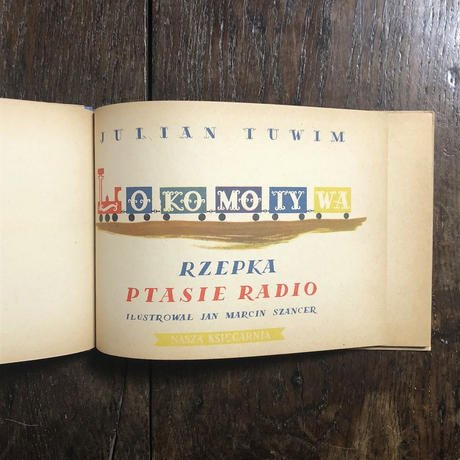 JULIAN TUWIM
LOKOMOTYWA
RZEPKA
PTASIE RADIO
ILUSTROWAŁ JAN MARCIN SZANCER
NASZA KSIĘGARNIA